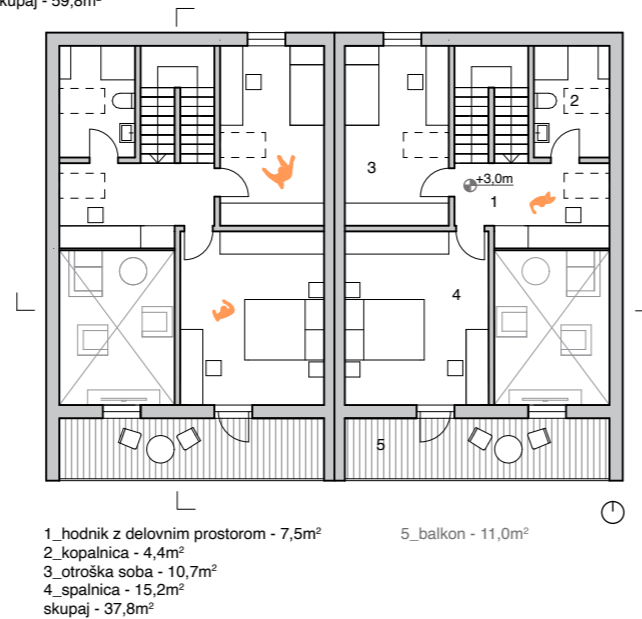 skupaj - 59,8m²
2
3
+3,0m
1
4
5
1_hodnik z delovnim prostorom - 7,5m²
5_balkon - 11,0m²
2_kopalnica - 4,4m²
3_otroška soba - 10,7m²
4_spalnica - 15,2m²
skupaj - 37,8m²